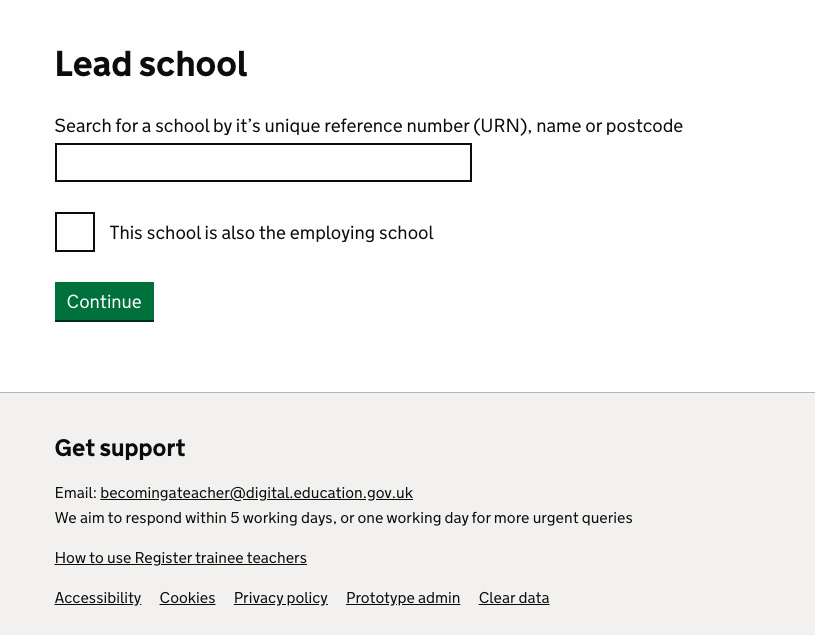 Lead school
Search for a school by it's unique reference number (URN), name or postcode
This school is also the employing school
Continue
Get support
Email: becomingateacher@digital.education.gov.uk
We aim to respond within 5 working days, or one working day for more urgent queries
How to use Register trainee teachers
Accessibility Cookies Privacy policy Prototype admin Clear data